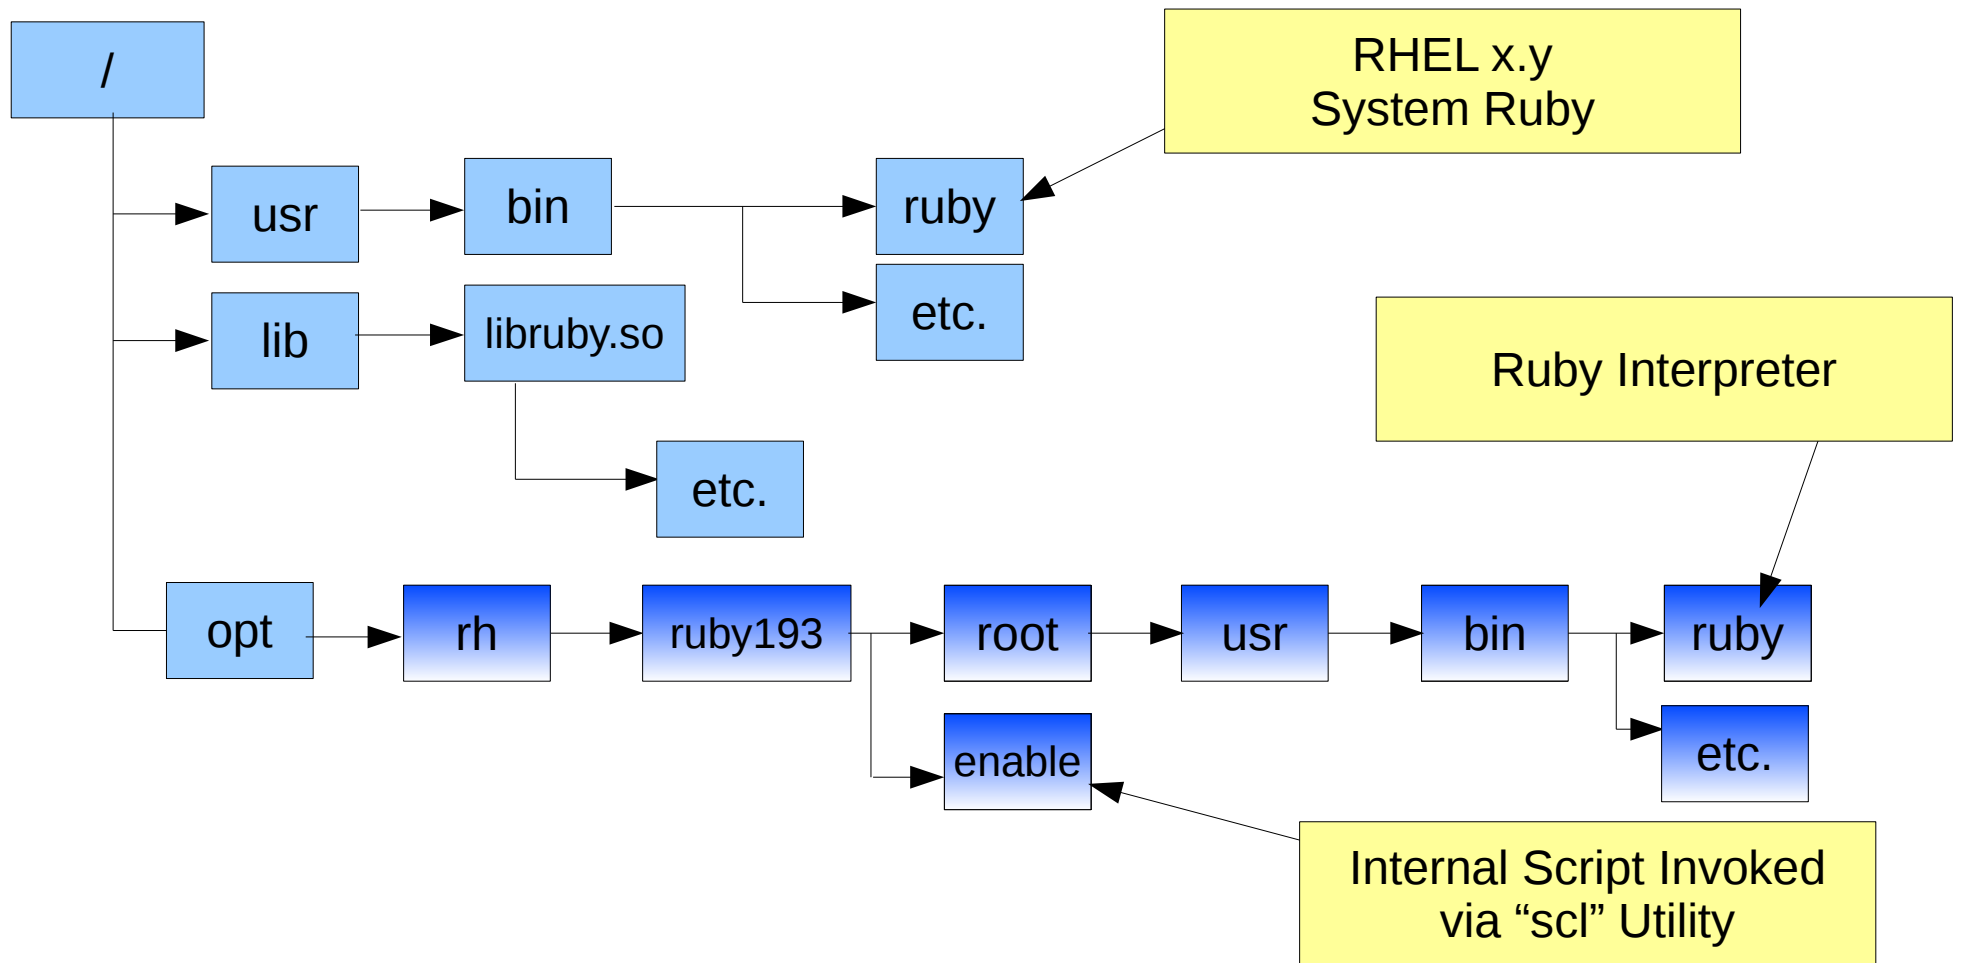 /
RHEL x.y
System Ruby
usr
bin
ruby
etc.
lib
libruby.so
etc.
Ruby Interpreter
opt
rh
ruby193
root
usr
bin
ruby
enable
etc.
Internal Script Invoked
via “scl” Utility